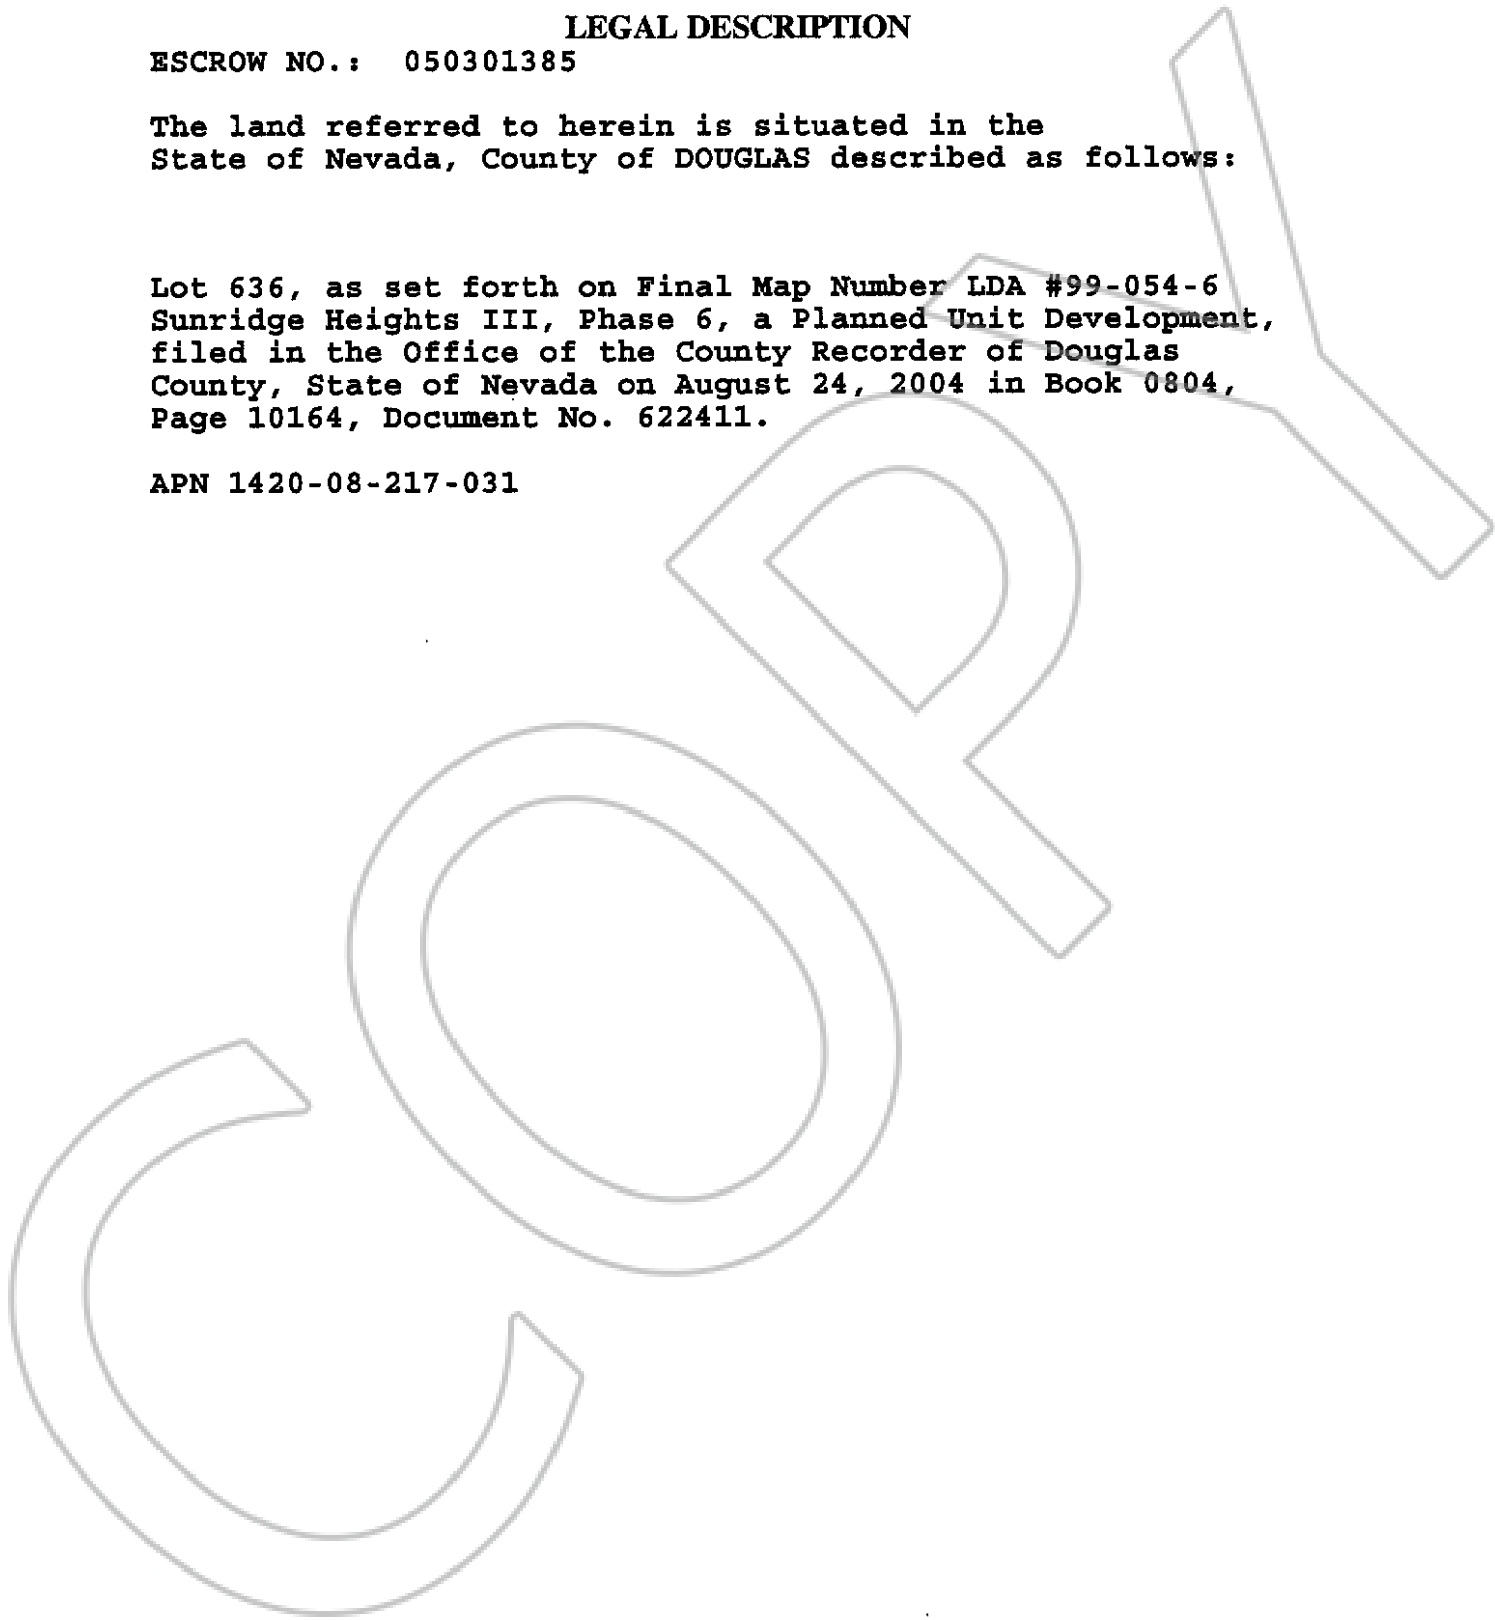 LEGAL DESCRIPTION
ESCROW NO.: 050301385
The land referred to herein is situated in the
State of Nevada, County of DOUGLAS described as follows:
Lot 636, as set forth on Final Map Number LDA #99-054-6
Sunridge Heights III, Phase 6, a Planned Unit Development,
filed in the Office of the County Recorder of Douglas
County, State of Nevada on August 24, 2004 in Book 0804,
Page 10164, Document No. 622411.
APN 1420-08-217-031
COPY